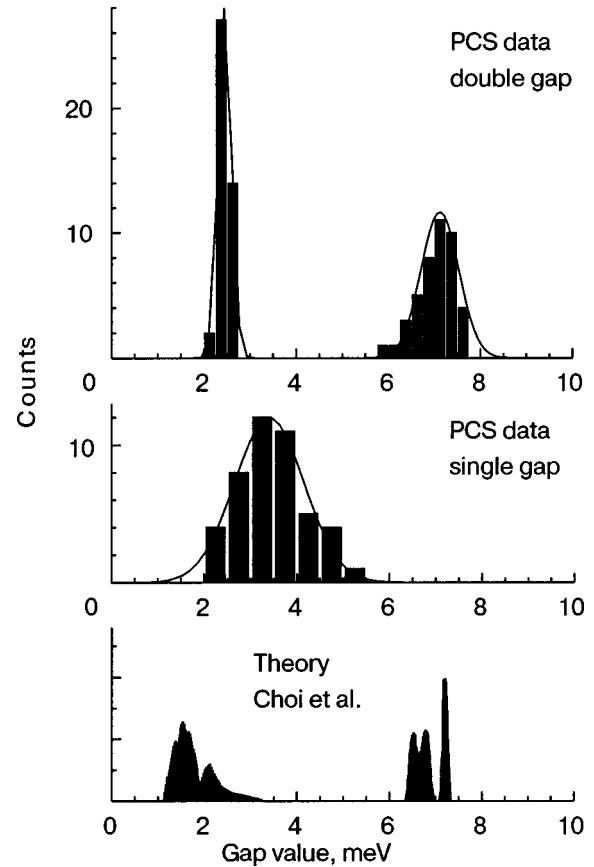 PCS data
double gap
20
10
0 2 4 6 8 10
Counts
PCS data
single gap
10
0 2 4 6 8 10
Theory
Choi et al.
0 2 4 6 8 10
Gap value, meV